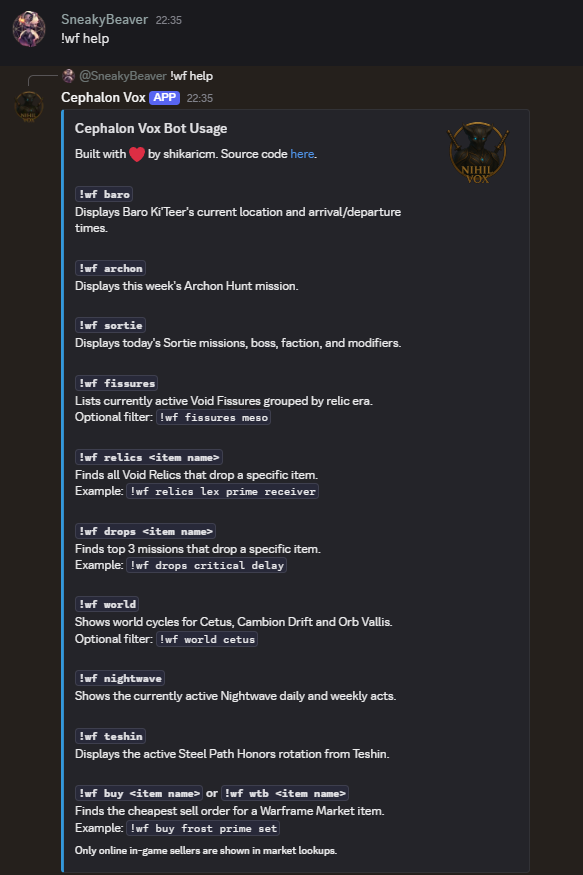 SneakyBeaver 22:35
!wf help
@SneakyBeaver !wf help
Cephalon Vox APP 22:35
Cephalon Vox Bot Usage
Built with ❤️ by shikaricm. Source code here.
NIHIL
VOX
!wf baro
Displays Baro Ki'Teer's current location and arrival/departure
times.
!wf archon
Displays this week's Archon Hunt mission.
!wf sortie
Displays today's Sortie missions, boss, faction, and modifiers.
!wf fissures
Lists currently active Void Fissures grouped by relic era.
Optional filter: !wf fissures meso
!wf relics <item name>
Finds all Void Relics that drop a specific item.
Example: !wf relics lex prime receiver
!wf drops <item name>
Finds top 3 missions that drop a specific item.
Example: !wf drops critical delay
!wf world
Shows world cycles for Cetus, Cambion Drift and Orb Vallis.
Optional filter: !wf world cetus
!wf nightwave
Shows the currently active Nightwave daily and weekly acts.
!wf teshin
Displays the active Steel Path Honors rotation from Teshin.
!wf buy <item name> or !wf wtb <item name>
Finds the cheapest sell order for a Warframe Market item.
Example: !wf buy frost prime set
Only online in-game sellers are shown in market lookups.